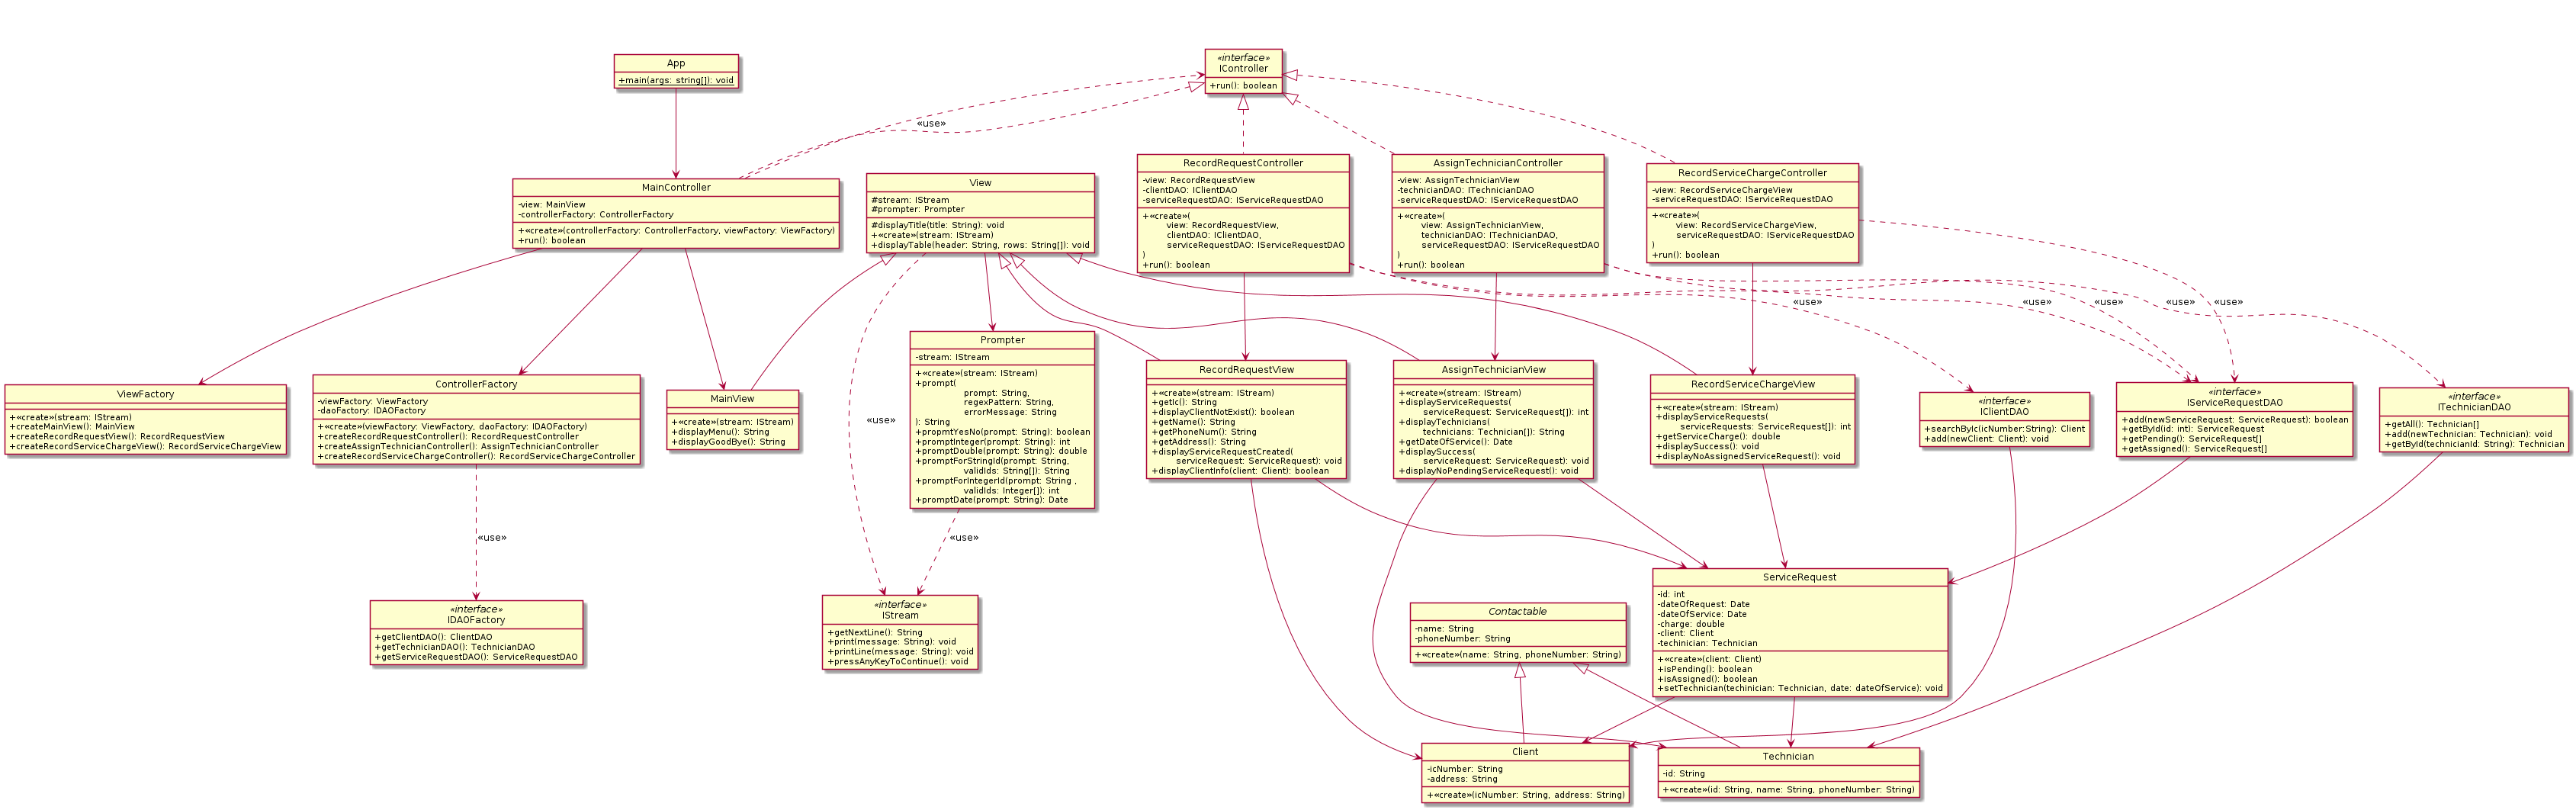 App
+main(args: string[]): void
«interface»
IController
+run(): boolean
«use»
MainController
-view: MainView
-controllerFactory: ControllerFactory
+«create»(controllerFactory: ControllerFactory, viewFactory: ViewFactory)
+run(): boolean
View
#stream: IStream
#prompter: Prompter
#displayTitle(title: String): void
+«create»(stream: IStream)
+displayTable(header: String, rows: String[]): void
RecordRequestController
-view: RecordRequestView
-clientDAO: IClientDAO
-serviceRequestDAO: IServiceRequestDAO
+«create»(
view: RecordRequestView,
clientDAO: IClientDAO,
serviceRequestDAO: IServiceRequestDAO
)
+run(): boolean
AssignTechnicianController
-view: AssignTechnicianView
-technicianDAO: ITechnicianDAO
-serviceRequestDAO: IServiceRequestDAO
+«create»(
view: AssignTechnicianView,
technicianDAO: ITechnicianDAO,
serviceRequestDAO: IServiceRequestDAO
)
+run(): boolean
RecordServiceChargeController
-view: RecordServiceChargeView
-serviceRequestDAO: IServiceRequestDAO
+«create»(
view: RecordServiceChargeView,
serviceRequestDAO: IServiceRequestDAO
)
+run(): boolean
«use»
«use»
«use»
«use»
«use»
ViewFactory
+«create»(stream: IStream)
+createMainView(): MainView
+createRecordRequestView(): RecordRequestView
+createRecordServiceChargeView(): RecordServiceChargeView
ControllerFactory
-viewFactory: ViewFactory
-daoFactory: IDAOFactory
+«create»(viewFactory: ViewFactory, daoFactory: IDAOFactory)
+createRecordRequestController(): RecordRequestController
+createAssignTechnicianController(): AssignTechnicianController
+createRecordServiceChargeController(): RecordServiceChargeController
MainView
+«create»(stream: IStream)
+displayMenu(): String
+displayGoodBye(): String
«use»
Prompter
-stream: IStream
+«create»(stream: IStream)
+prompt(
prompt: String,
regexPattern: String,
errorMessage: String
): String
+propmtYesNo(prompt: String): boolean
+promptInteger(prompt: String): int
+promptDouble(prompt: String): double
+promptForStringId(prompt: String,
validIds: String[]): String
+promptForIntegerId(prompt: String ,
validIds: Integer[]): int
+promptDate(prompt: String): Date
RecordRequestView
+«create»(stream: IStream)
+getIc(): String
+displayClientNotExist(): boolean
+getName(): String
+getPhoneNum(): String
+getAddress(): String
+displayServiceRequestCreated(
serviceRequest: ServiceRequest): void
+displayClientInfo(client: Client): boolean
AssignTechnicianView
+«create»(stream: IStream)
+displayServiceRequests(
serviceRequest: ServiceRequest[]): int
+displayTechnicians(
technicians: Technician[]): String
+getDateOfService(): Date
+displaySuccess(
serviceRequest: ServiceRequest): void
+displayNoPendingServiceRequest(): void
RecordServiceChargeView
+«create»(stream: IStream)
+displayServiceRequests(
serviceRequests: ServiceRequest[]): int
+getServiceCharge(): double
+displaySuccess(): void
+displayNoAssignedServiceRequest(): void
«interface»
IClientDAO
+searchByIc(icNumber:String): Client
+add(newClient: Client): void
«interface»
IServiceRequestDAO
+add(newServiceRequest: ServiceRequest): boolean
+getById(id: int): ServiceRequest
+getPending(): ServiceRequest[]
+getAssigned(): ServiceRequest[]
«interface»
ITechnicianDAO
+getAll(): Technician[]
+add(newTechnician: Technician): void
+getById(technicianId: String): Technician
«use»
«use»
«interface»
IDAOFactory
+getClientDAO(): ClientDAO
+getTechnicianDAO(): TechnicianDAO
+getServiceRequestDAO(): ServiceRequestDAO
«interface»
IStream
+getNextLine(): String
+print(message: String): void
+printLine(message: String): void
+pressAnyKeyToContinue(): void
Contactable
-name: String
-phoneNumber: String
+«create»(name: String, phoneNumber: String)
ServiceRequest
-id: int
-dateOfRequest: Date
-dateOfService: Date
-charge: double
-client: Client
-techinician: Technician
+«create»(client: Client)
+isPending(): boolean
+isAssigned(): boolean
+setTechnician(techinician: Technician, date: dateOfService): void
Client
-icNumber: String
-address: String
+«create»(icNumber: String, address: String)
Technician
-id: String
+«create»(id: String, name: String, phoneNumber: String)